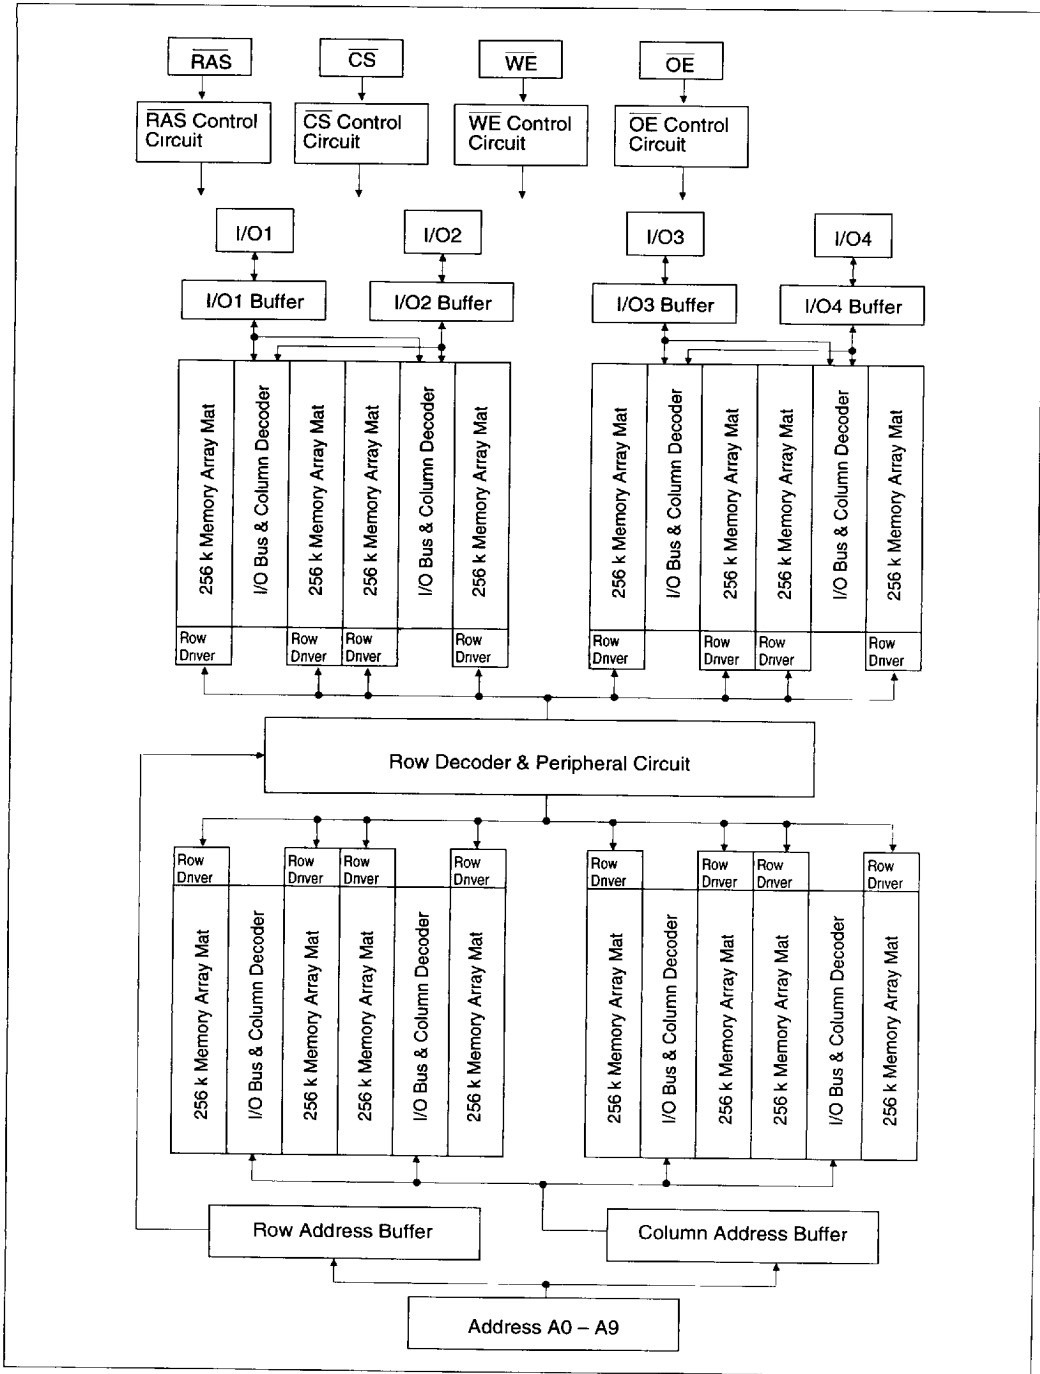 R̅A̅S̅
C̅S̅
W̅E̅
O̅E̅
R̅A̅S̅ Control
Circuit
C̅S̅ Control
Circuit
W̅E̅ Control
Circuit
O̅E̅ Control
Circuit
I/O1
I/O2
I/O3
I/O4
I/O1 Buffer
I/O2 Buffer
I/O3 Buffer
I/O4 Buffer
256 k Memory Array Mat
I/O Bus & Column Decoder
256 k Memory Array Mat
256 k Memory Array Mat
I/O Bus & Column Decoder
256 k Memory Array Mat
256 k Memory Array Mat
I/O Bus & Column Decoder
256 k Memory Array Mat
256 k Memory Array Mat
I/O Bus & Column Decoder
256 k Memory Array Mat
Row
Driver
Row
Driver
Row
Driver
Row
Driver
Row
Driver
Row
Driver
Row
Driver
Row
Driver
Row Decoder & Peripheral Circuit
Row
Driver
Row
Driver
Row
Driver
Row
Driver
Row
Driver
Row
Driver
Row
Driver
Row
Driver
256 k Memory Array Mat
I/O Bus & Column Decoder
256 k Memory Array Mat
256 k Memory Array Mat
I/O Bus & Column Decoder
256 k Memory Array Mat
256 k Memory Array Mat
I/O Bus & Column Decoder
256 k Memory Array Mat
256 k Memory Array Mat
I/O Bus & Column Decoder
256 k Memory Array Mat
Row Address Buffer
Column Address Buffer
Address A0 – A9